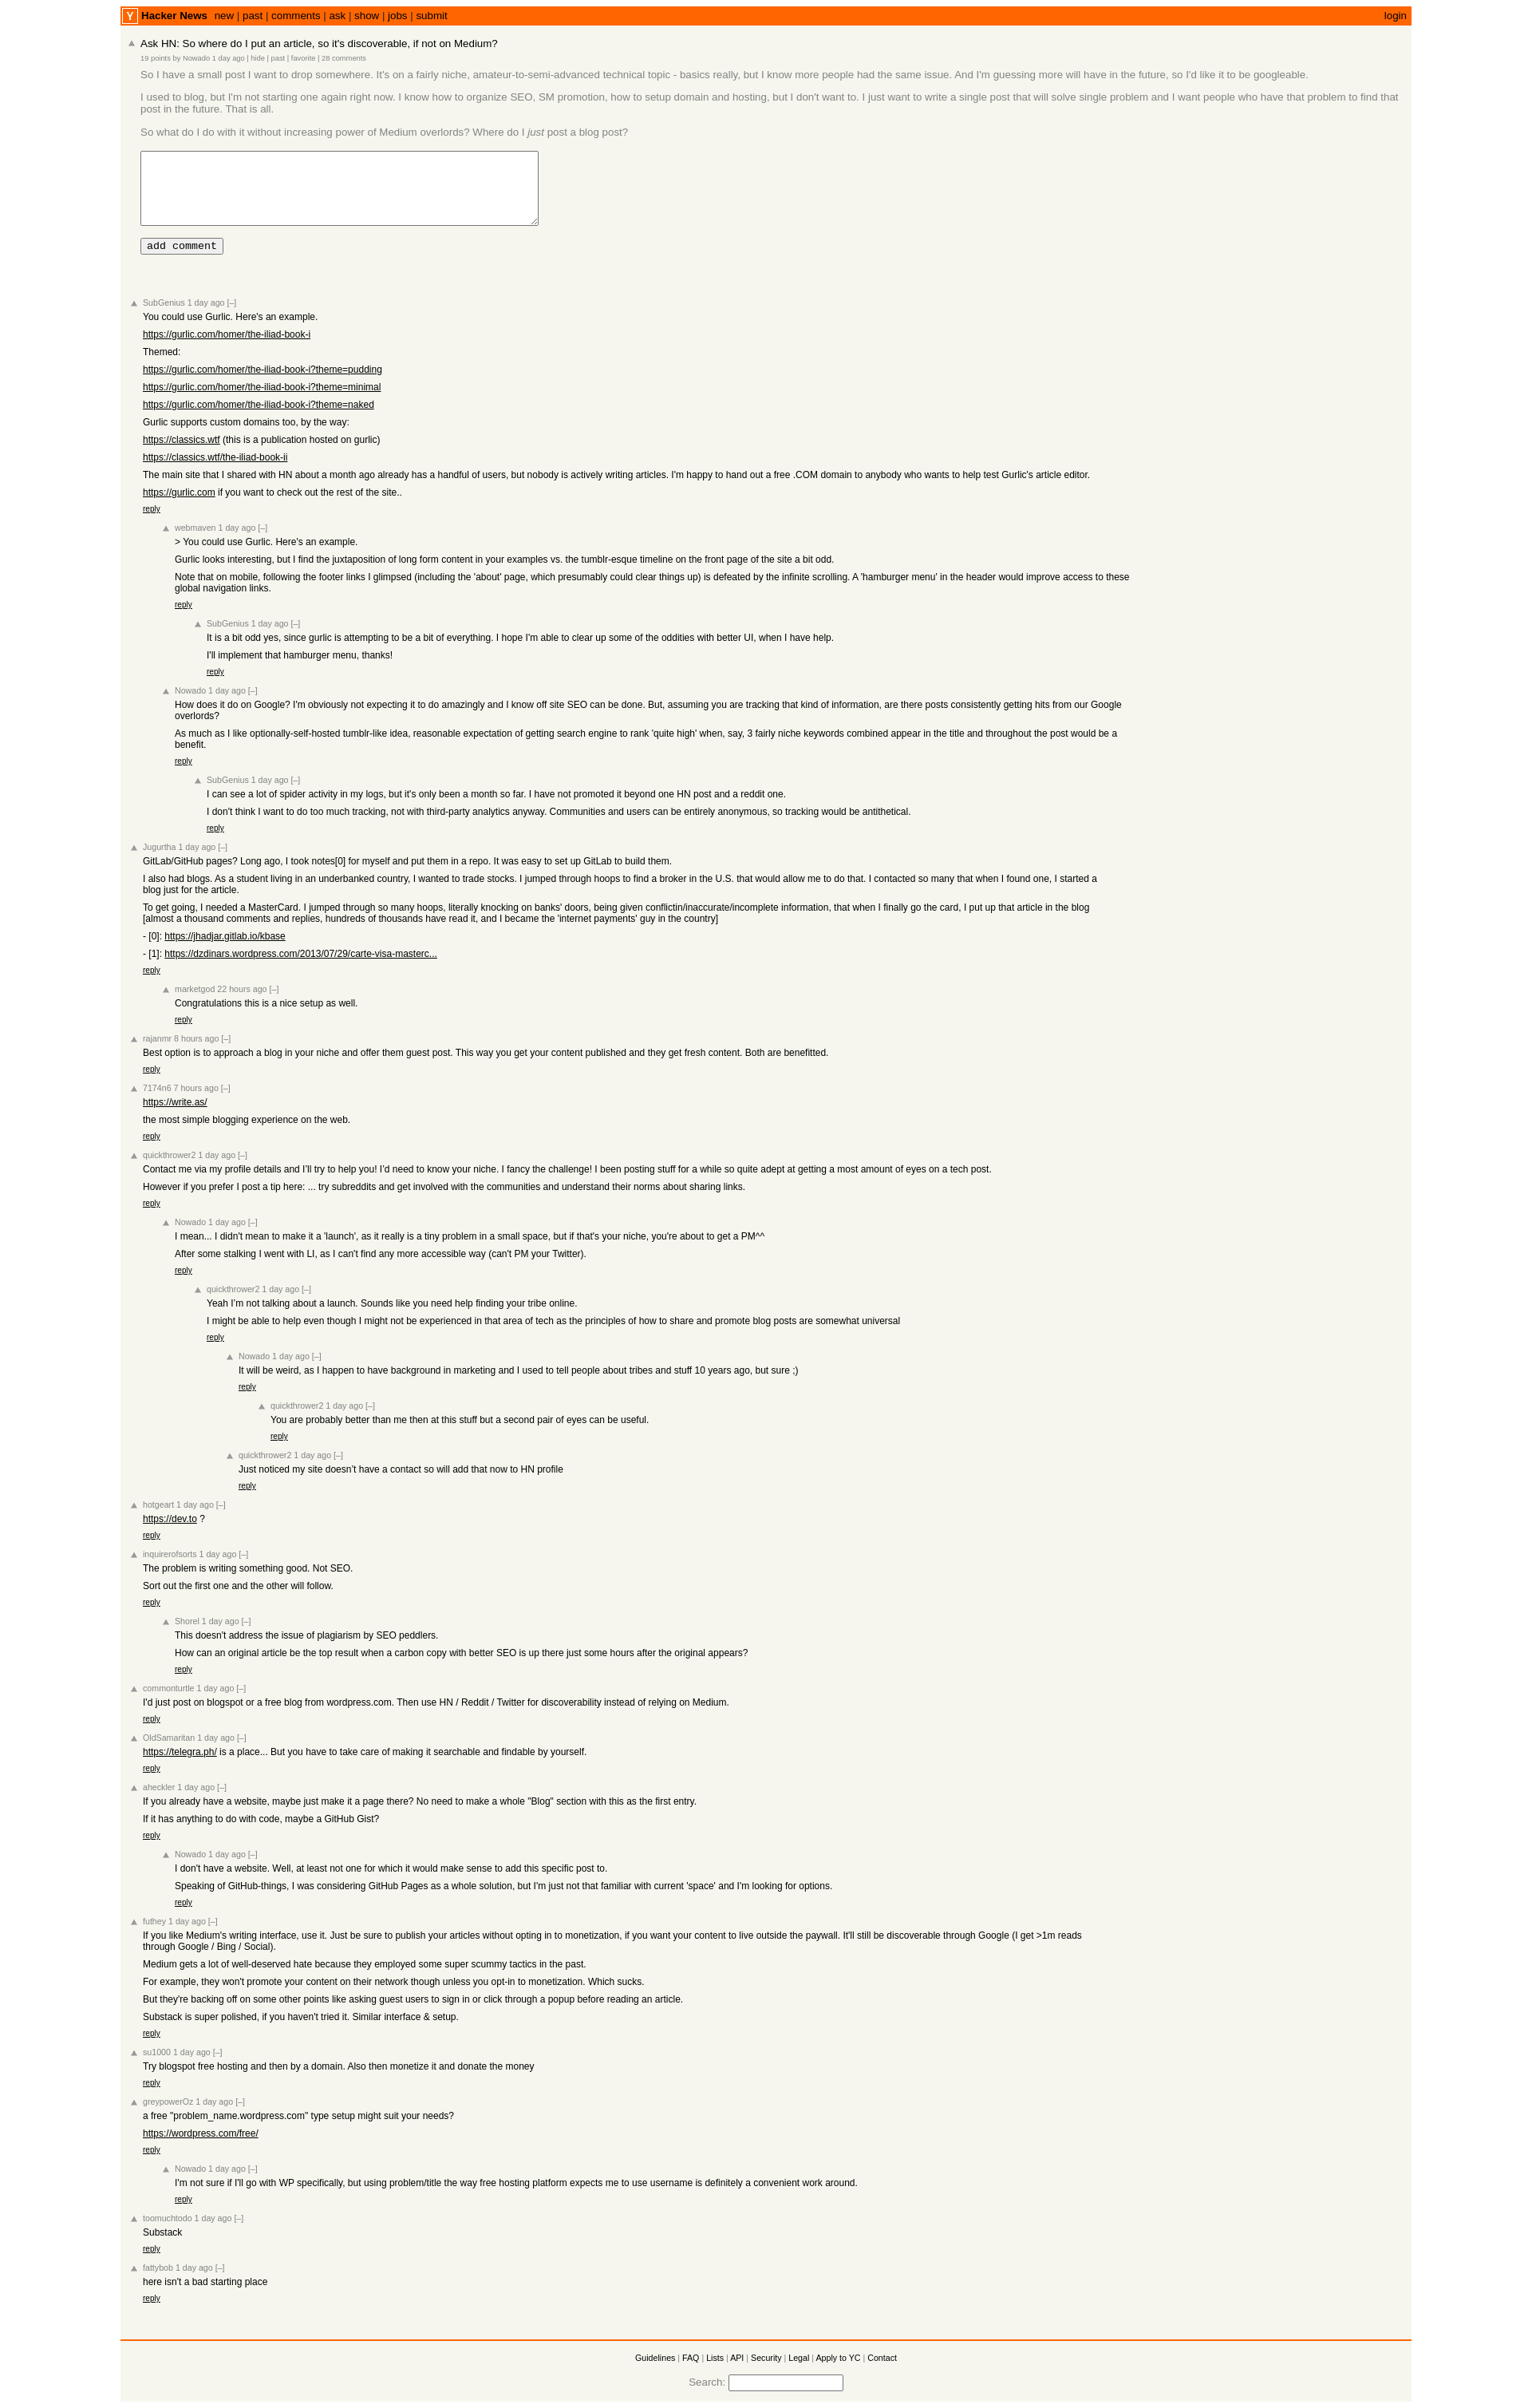 Y Hacker News new | past | comments | ask | show | jobs | submit login
Ask HN: So where do I put an article, so it's discoverable, if not on Medium?
19 points by Nowado 1 day ago | hide | past | favorite | 28 comments
So I have a small post I want to drop somewhere. It's on a fairly niche, amateur-to-semi-advanced technical topic - basics really, but I know more people had the same issue. And I'm guessing more will have in the future, so I'd like it to be googleable.
I used to blog, but I'm not starting one again right now. I know how to organize SEO, SM promotion, how to setup domain and hosting, but I don't want to. I just want to write a single post that will solve single problem and I want people who have that problem to find that
post in the future. That is all.
So what do I do with it without increasing power of Medium overlords? Where do I just post a blog post?
add comment
SubGenius 1 day ago [–]
You could use Gurlic. Here's an example.
https://gurlic.com/homer/the-iliad-book-i
Themed:
https://gurlic.com/homer/the-iliad-book-i?theme=pudding
https://gurlic.com/homer/the-iliad-book-i?theme=minimal
https://gurlic.com/homer/the-iliad-book-i?theme=naked
Gurlic supports custom domains too, by the way:
https://classics.wtf (this is a publication hosted on gurlic)
https://classics.wtf/the-iliad-book-ii
The main site that I shared with HN about a month ago already has a handful of users, but nobody is actively writing articles. I'm happy to hand out a free .COM domain to anybody who wants to help test Gurlic's article editor.
https://gurlic.com if you want to check out the rest of the site..
reply
webmaven 1 day ago [–]
> You could use Gurlic. Here's an example.
Gurlic looks interesting, but I find the juxtaposition of long form content in your examples vs. the tumblr-esque timeline on the front page of the site a bit odd.
Note that on mobile, following the footer links I glimpsed (including the 'about' page, which presumably could clear things up) is defeated by the infinite scrolling. A 'hamburger menu' in the header would improve access to these
global navigation links.
reply
SubGenius 1 day ago [–]
It is a bit odd yes, since gurlic is attempting to be a bit of everything. I hope I'm able to clear up some of the oddities with better UI, when I have help.
I'll implement that hamburger menu, thanks!
reply
Nowado 1 day ago [–]
How does it do on Google? I'm obviously not expecting it to do amazingly and I know off site SEO can be done. But, assuming you are tracking that kind of information, are there posts consistently getting hits from our Google
overlords?
As much as I like optionally-self-hosted tumblr-like idea, reasonable expectation of getting search engine to rank 'quite high' when, say, 3 fairly niche keywords combined appear in the title and throughout the post would be a
benefit.
reply
SubGenius 1 day ago [–]
I can see a lot of spider activity in my logs, but it's only been a month so far. I have not promoted it beyond one HN post and a reddit one.
I don't think I want to do too much tracking, not with third-party analytics anyway. Communities and users can be entirely anonymous, so tracking would be antithetical.
reply
Jugurtha 1 day ago [–]
GitLab/GitHub pages? Long ago, I took notes[0] for myself and put them in a repo. It was easy to set up GitLab to build them.
I also had blogs. As a student living in an underbanked country, I wanted to trade stocks. I jumped through hoops to find a broker in the U.S. that would allow me to do that. I contacted so many that when I found one, I started a
blog just for the article.
To get going, I needed a MasterCard. I jumped through so many hoops, literally knocking on banks' doors, being given conflictin/inaccurate/incomplete information, that when I finally go the card, I put up that article in the blog
[almost a thousand comments and replies, hundreds of thousands have read it, and I became the 'internet payments' guy in the country]
- [0]: https://jhadjar.gitlab.io/kbase
- [1]: https://dzdinars.wordpress.com/2013/07/29/carte-visa-masterc...
reply
marketgod 22 hours ago [–]
Congratulations this is a nice setup as well.
reply
rajanmr 8 hours ago [–]
Best option is to approach a blog in your niche and offer them guest post. This way you get your content published and they get fresh content. Both are benefitted.
reply
7174n6 7 hours ago [–]
https://write.as/
the most simple blogging experience on the web.
reply
quickthrower2 1 day ago [–]
Contact me via my profile details and I’ll try to help you! I’d need to know your niche. I fancy the challenge! I been posting stuff for a while so quite adept at getting a most amount of eyes on a tech post.
However if you prefer I post a tip here: ... try subreddits and get involved with the communities and understand their norms about sharing links.
reply
Nowado 1 day ago [–]
I mean... I didn't mean to make it a 'launch', as it really is a tiny problem in a small space, but if that's your niche, you're about to get a PM^^
After some stalking I went with LI, as I can't find any more accessible way (can't PM your Twitter).
reply
quickthrower2 1 day ago [–]
Yeah I’m not talking about a launch. Sounds like you need help finding your tribe online.
I might be able to help even though I might not be experienced in that area of tech as the principles of how to share and promote blog posts are somewhat universal
reply
Nowado 1 day ago [–]
It will be weird, as I happen to have background in marketing and I used to tell people about tribes and stuff 10 years ago, but sure ;)
reply
quickthrower2 1 day ago [–]
You are probably better than me then at this stuff but a second pair of eyes can be useful.
reply
quickthrower2 1 day ago [–]
Just noticed my site doesn’t have a contact so will add that now to HN profile
reply
hotgeart 1 day ago [–]
https://dev.to ?
reply
inquirerofsorts 1 day ago [–]
The problem is writing something good. Not SEO.
Sort out the first one and the other will follow.
reply
Shorel 1 day ago [–]
This doesn't address the issue of plagiarism by SEO peddlers.
How can an original article be the top result when a carbon copy with better SEO is up there just some hours after the original appears?
reply
commonturtle 1 day ago [–]
I'd just post on blogspot or a free blog from wordpress.com. Then use HN / Reddit / Twitter for discoverability instead of relying on Medium.
reply
OldSamaritan 1 day ago [–]
https://telegra.ph/ is a place... But you have to take care of making it searchable and findable by yourself.
reply
aheckler 1 day ago [–]
If you already have a website, maybe just make it a page there? No need to make a whole "Blog" section with this as the first entry.
If it has anything to do with code, maybe a GitHub Gist?
reply
Nowado 1 day ago [–]
I don't have a website. Well, at least not one for which it would make sense to add this specific post to.
Speaking of GitHub-things, I was considering GitHub Pages as a whole solution, but I'm just not that familiar with current 'space' and I'm looking for options.
reply
futhey 1 day ago [–]
If you like Medium's writing interface, use it. Just be sure to publish your articles without opting in to monetization, if you want your content to live outside the paywall. It'll still be discoverable through Google (I get >1m reads
through Google / Bing / Social).
Medium gets a lot of well-deserved hate because they employed some super scummy tactics in the past.
For example, they won't promote your content on their network though unless you opt-in to monetization. Which sucks.
But they're backing off on some other points like asking guest users to sign in or click through a popup before reading an article.
Substack is super polished, if you haven't tried it. Similar interface & setup.
reply
su1000 1 day ago [–]
Try blogspot free hosting and then by a domain. Also then monetize it and donate the money
reply
greypowerOz 1 day ago [–]
a free "problem_name.wordpress.com" type setup might suit your needs?
https://wordpress.com/free/
reply
Nowado 1 day ago [–]
I'm not sure if I'll go with WP specifically, but using problem/title the way free hosting platform expects me to use username is definitely a convenient work around.
reply
toomuchtodo 1 day ago [–]
Substack
reply
fattybob 1 day ago [–]
here isn't a bad starting place
reply
Guidelines | FAQ | Lists | API | Security | Legal | Apply to YC | Contact
Search: